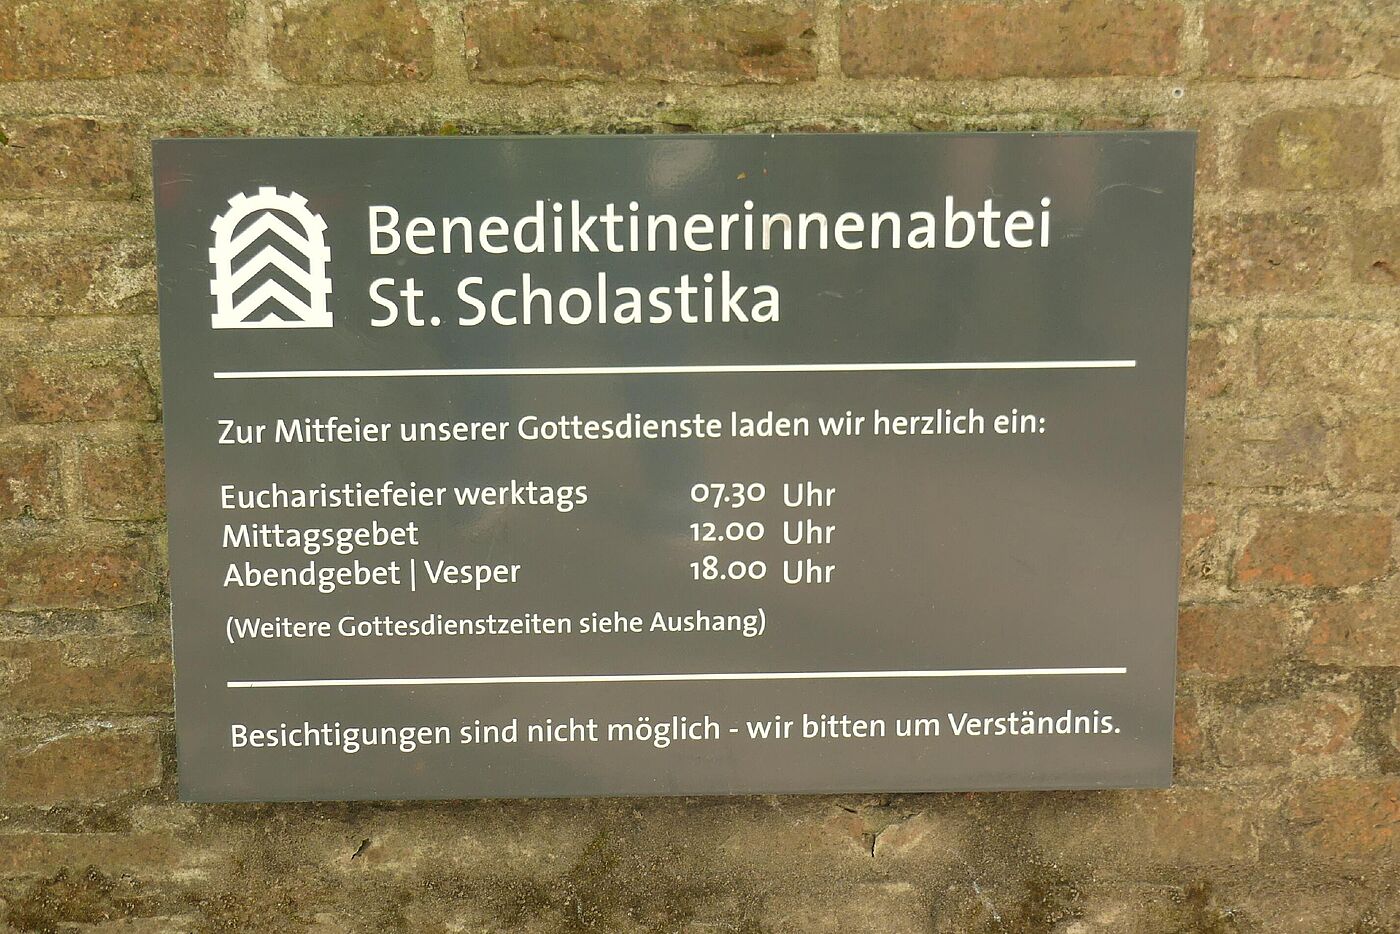 Benediktinerinnenabtei
St. Scholastika
Zur Mitfeier unserer Gottesdienste laden wir herzlich ein:
Eucharistiefeier werktags 07.30 Uhr
Mittagsgebet 12.00 Uhr
Abendgebet | Vesper 18.00 Uhr
(Weitere Gottesdienstzeiten siehe Aushang)
Besichtigungen sind nicht möglich - wir bitten um Verständnis.